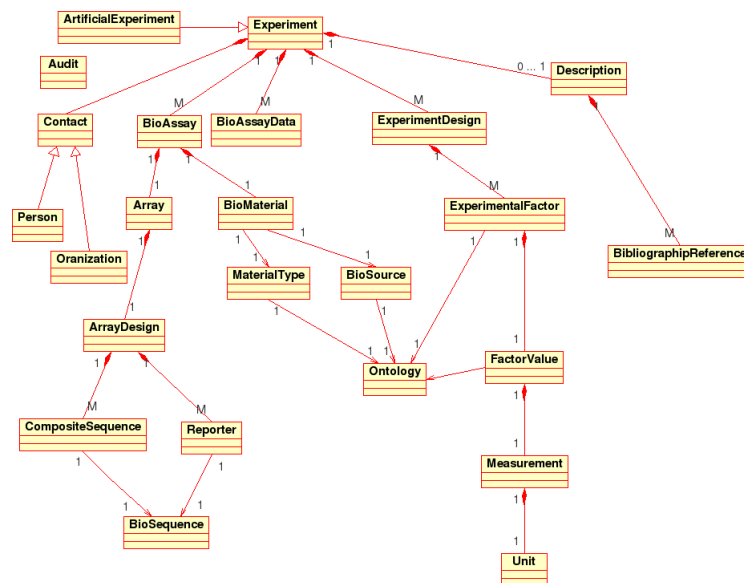 ArtificialExperiment
Experiment
1
1
1
1
1
Audit
0 ... 1
Description
1
Contact
M
BioAssay
M
BioAssayData
M
ExperimentDesign
1
1
1
M
Person
1
Array
1
BioMaterial
ExperimentalFactor
1
1
1
1
1
M
Oranization
1
MaterialType
1
BioSource
BibliographipReference
1
ArrayDesign
1
1
1
1
1
1
1
1
Ontology
FactorValue
1
M
CompositeSequence
M
Reporter
1
1
1
Measurement
1
1
1
BioSequence
1
Unit